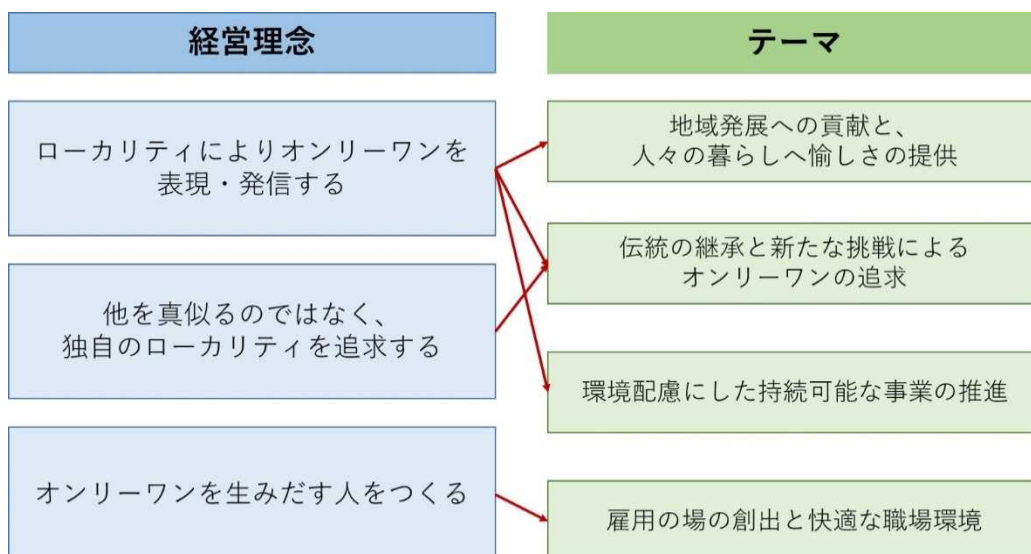 経営理念
ローカリティによりオンリーワンを
表現・発信する
他を真似るのではなく、
独自のローカリティを追求する
オンリーワンを生みだす人をつくる
テーマ
地域発展への貢献と、
人々の暮らしへ愉しさの提供
伝統の継承と新たな挑戦による
オンリーワンの追求
環境配慮にした持続可能な事業の推進
雇用の場の創出と快適な職場環境